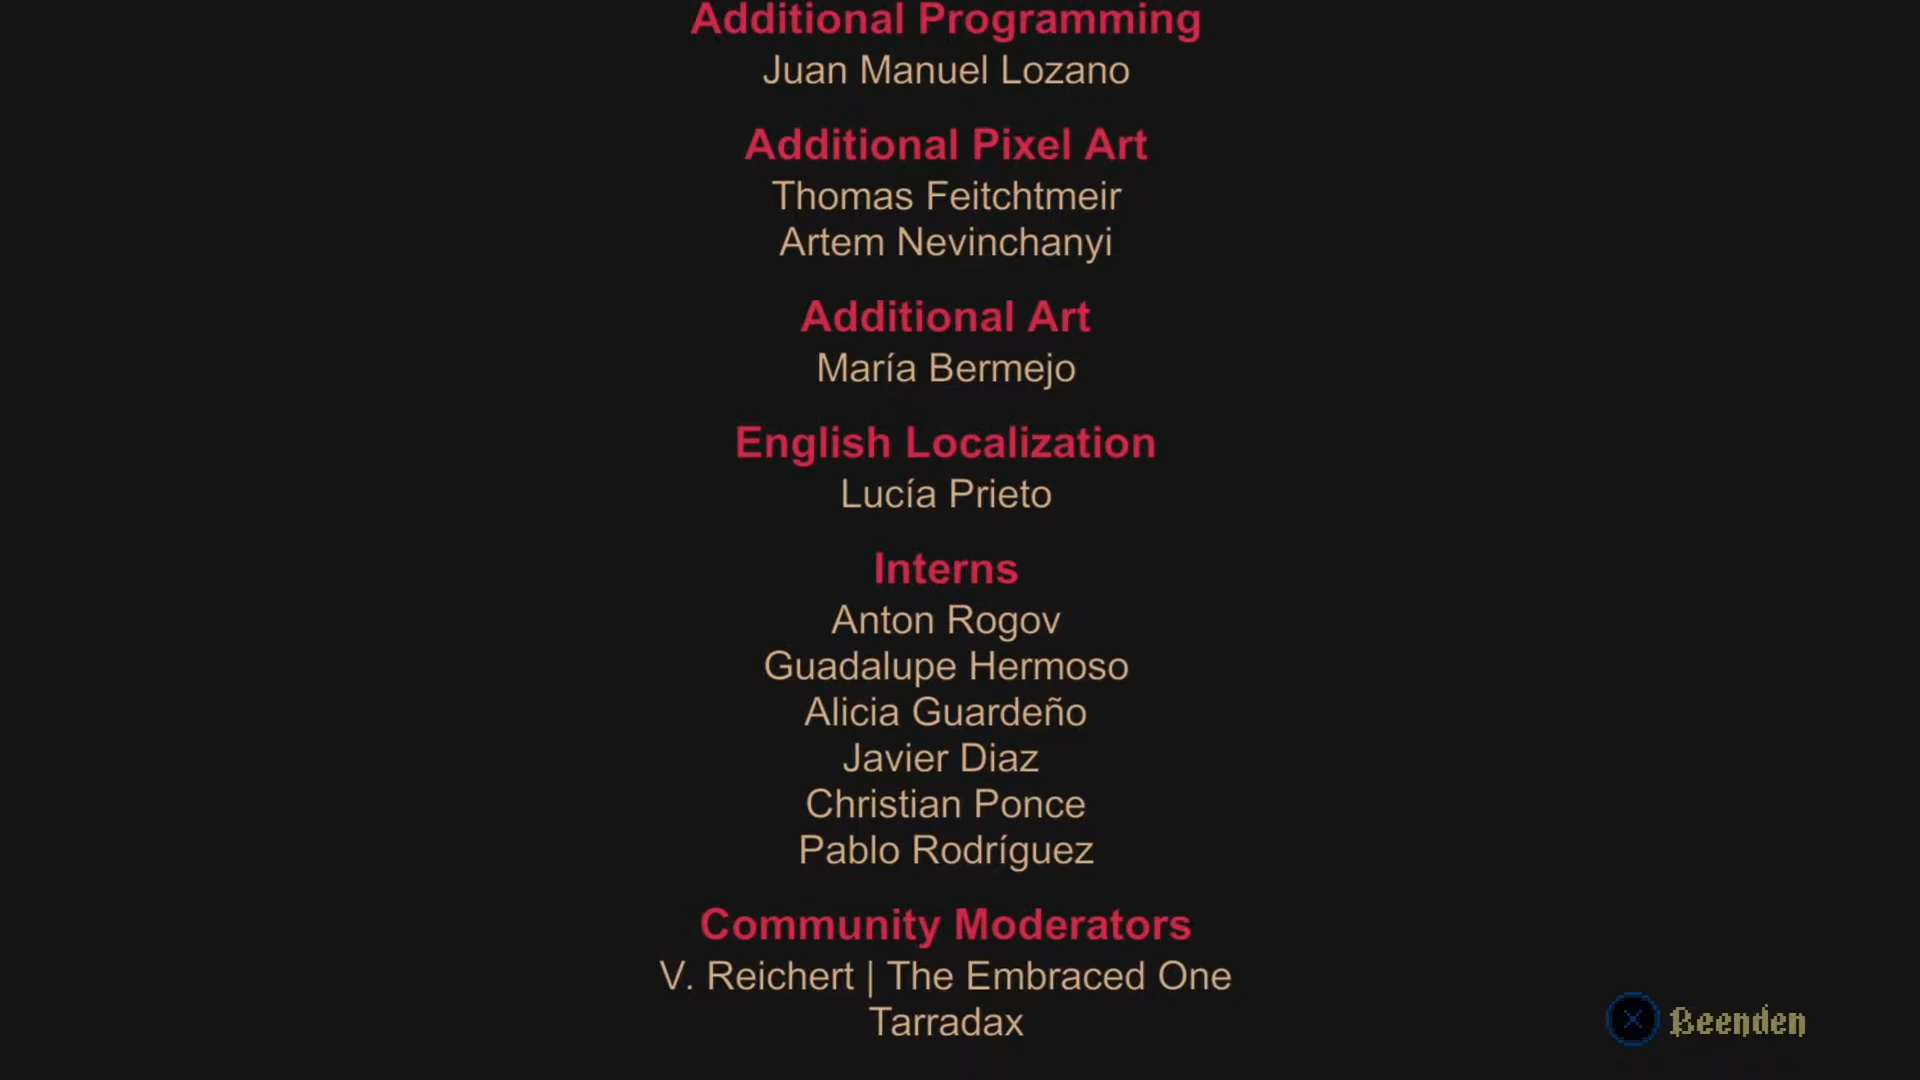 Additional Programming
Juan Manuel Lozano
Additional Pixel Art
Thomas Feitchtmeir
Artem Nevinchanyi
Additional Art
María Bermejo
English Localization
Lucía Prieto
Interns
Anton Rogov
Guadalupe Hermoso
Alicia Guardeño
Javier Diaz
Christian Ponce
Pablo Rodríguez
Community Moderators
V. Reichert | The Embraced One
Tarradax
Beenden